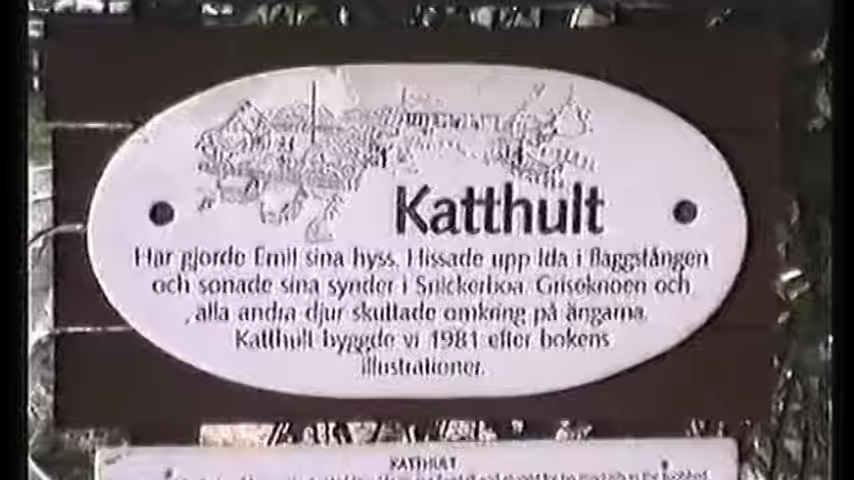 Katthult
Här gjorde Emil sina hyss. Hissade upp Ida i flaggstången
och sonade sina synder i Snickerboa. Griseknoen och
alla andra djur skuttade omkring på ängarna.
Katthult byggde vi 1981 efter bokens
illustrationer.
KATTHULT